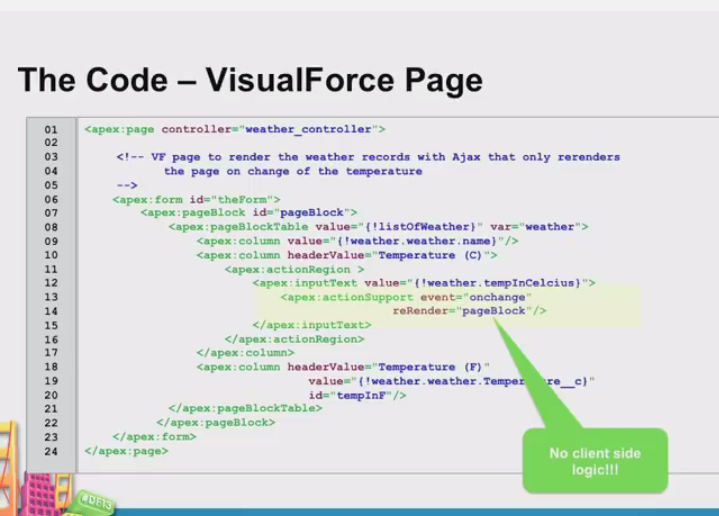 The Code – VisualForce Page
01 <apex:page controller="weather_controller">
02
03 <!-- VF page to render the weather records with Ajax that only rerenders
04 the page on change of the temperature
05 -->
06 <apex:form id="theForm">
07 <apex:pageBlock id="pageBlock">
08 <apex:pageBlockTable value="{!listOfWeather}" var="weather">
09 <apex:column value="{!weather.weather.name}"/>
10 <apex:column headerValue="Temperature (C)">
11 <apex:actionRegion >
12 <apex:inputText value="{!weather.tempInCelcius}">
13 <apex:actionSupport event="onchange"
14 reRender="pageBlock"/>
15 </apex:inputText>
16 </apex:actionRegion>
17 </apex:column>
18 <apex:column headerValue="Temperature (F)"
19 value="{!weather.weather.Temper re__c}"
20 id="tempInF"/>
21 </apex:pageBlockTable>
22 </apex:pageBlock>
23 </apex:form>
24 </apex:page>
No client side
logic!!!
#DF13